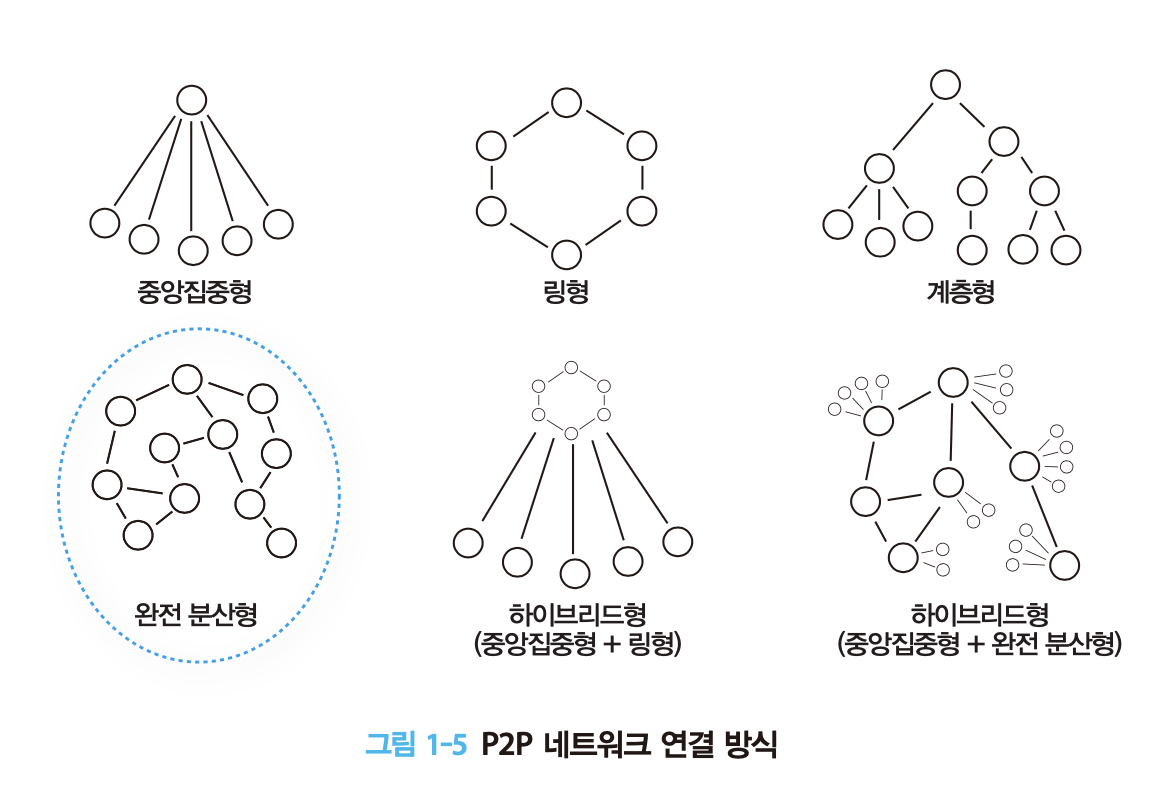 중앙집중형
링형
계층형
완전 분산형
하이브리드형
(중앙집중형 + 링형)
하이브리드형
(중앙집중형 + 완전 분산형)
그림 1-5 P2P 네트워크 연결 방식